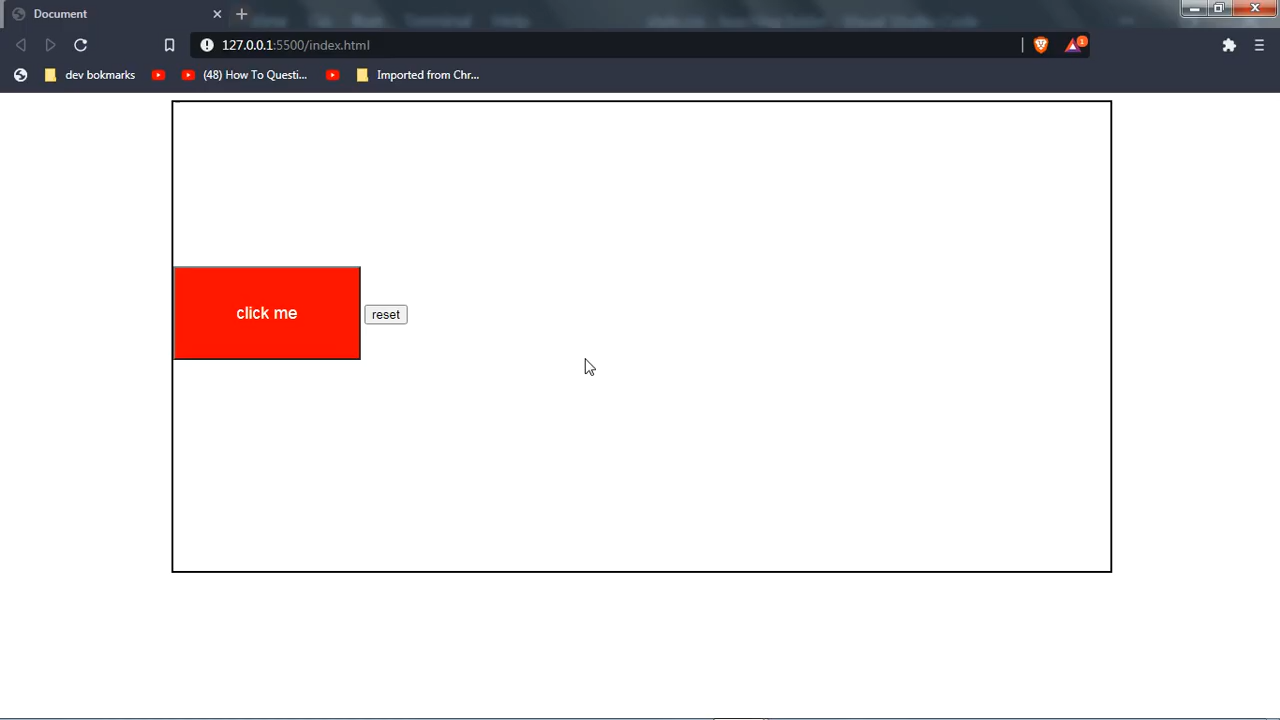 Document
127.0.0.1:5500/index.html
1
dev bokmarks
(48) How To Questi...
Imported from Chr...
click me
reset